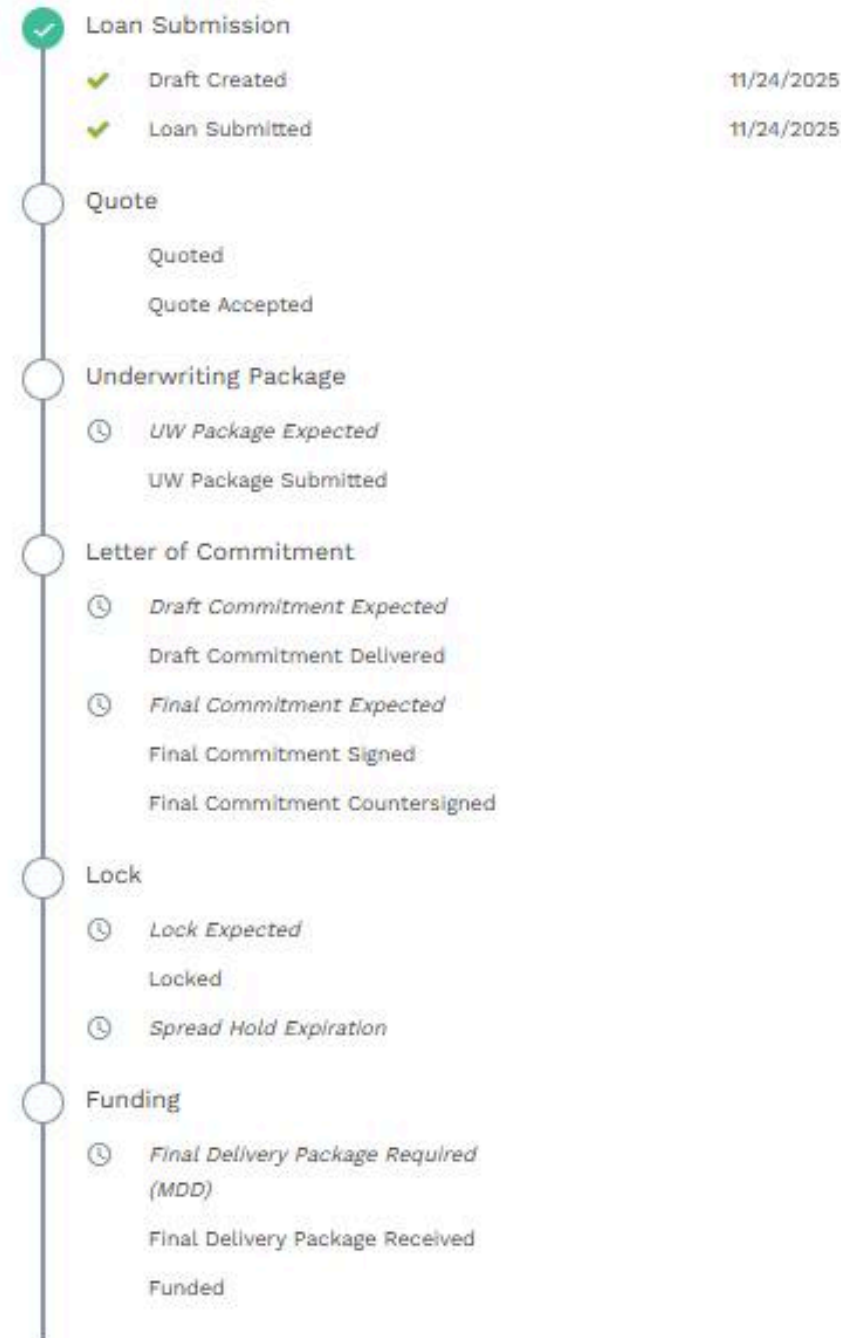 Loan Submission
Draft Created 11/24/2025
Loan Submitted 11/24/2025
Quote
Quoted
Quote Accepted
Underwriting Package
UW Package Expected
UW Package Submitted
Letter of Commitment
Draft Commitment Expected
Draft Commitment Delivered
Final Commitment Expected
Final Commitment Signed
Final Commitment Countersigned
Lock
Lock Expected
Locked
Spread Hold Expiration
Funding
Final Delivery Package Required
(MDD)
Final Delivery Package Received
Funded